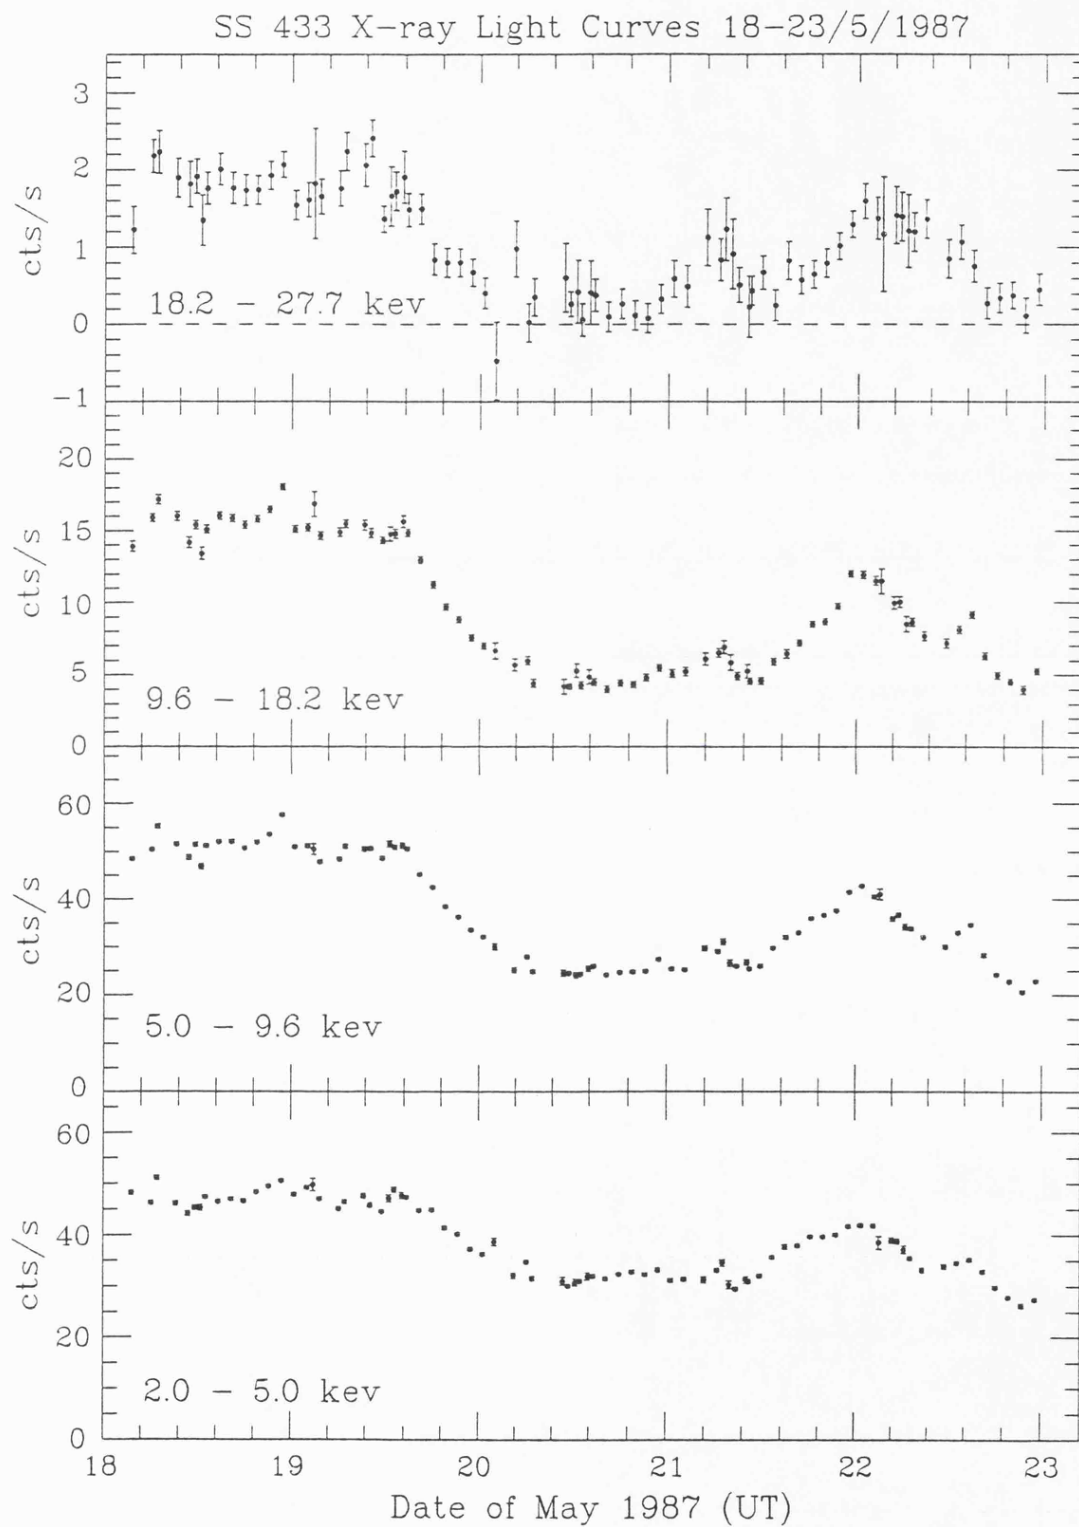 SS 433 X-ray Light Curves 18-23/5/1987
3
2
1
0
-1
cts/s
18.2 - 27.7 kev
20
15
10
5
0
cts/s
9.6 - 18.2 kev
60
40
20
0
cts/s
5.0 - 9.6 kev
60
40
20
0
cts/s
2.0 - 5.0 kev
18 19 20 21 22 23
Date of May 1987 (UT)